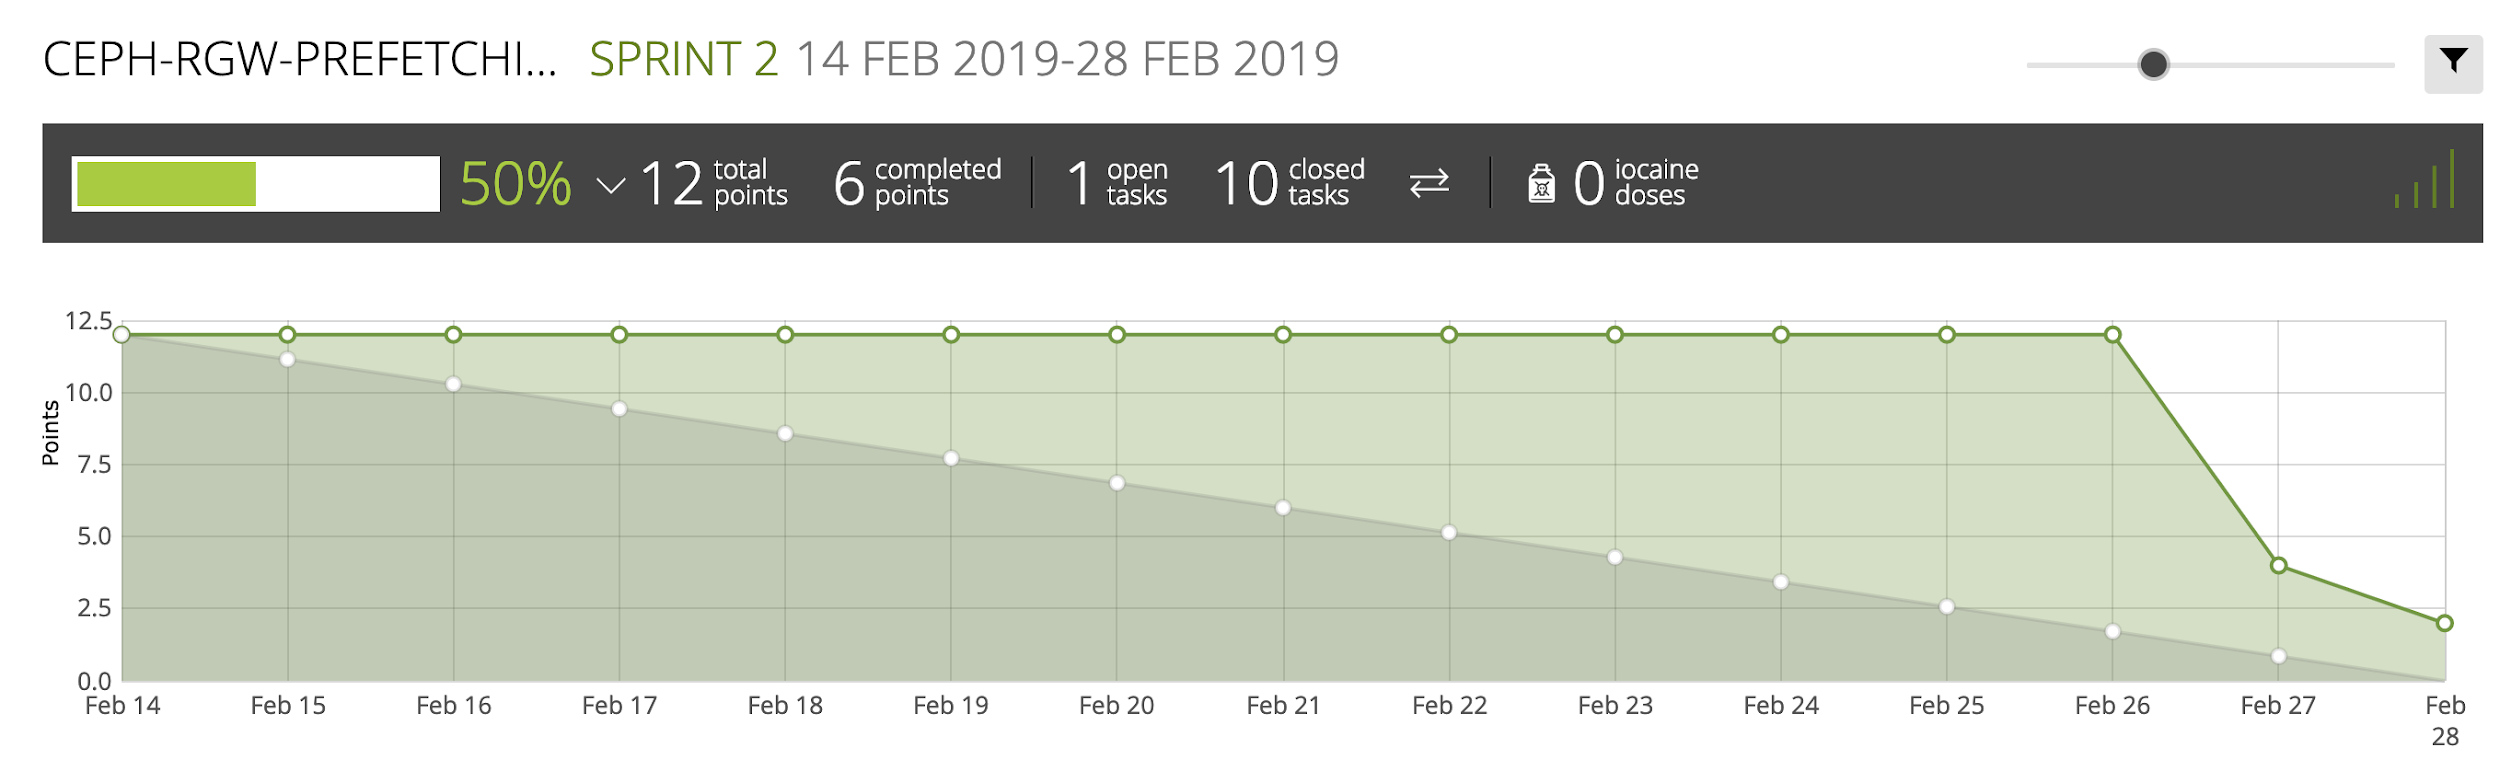 CEPH-RGW-PREFETCHI... SPRINT 2 14 FEB 2019-28 FEB 2019
50% 12 total points 6 completed points 1 open tasks 10 closed tasks 0 iocaine doses
Points
12.5
10.0
7.5
5.0
2.5
0.0
Feb 14 Feb 15 Feb 16 Feb 17 Feb 18 Feb 19 Feb 20 Feb 21 Feb 22 Feb 23 Feb 24 Feb 25 Feb 26 Feb 27 Feb 28